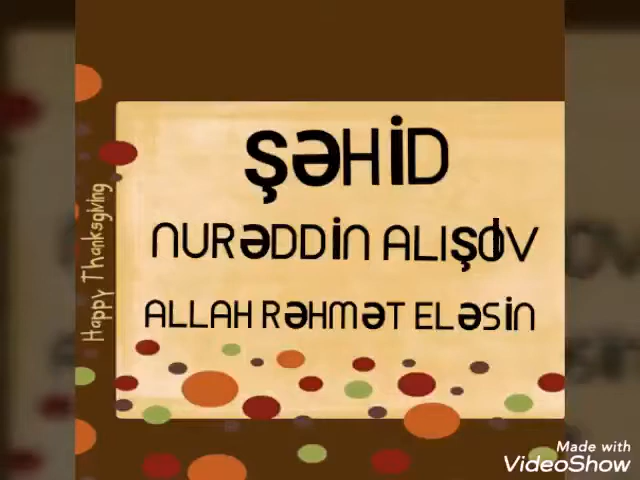 ŞƏHİD
NURƏDDİN ALIŞOV
ALLAH RƏHMƏT ELƏSİN
Happy Thanksgiving
Made with
VideoShow